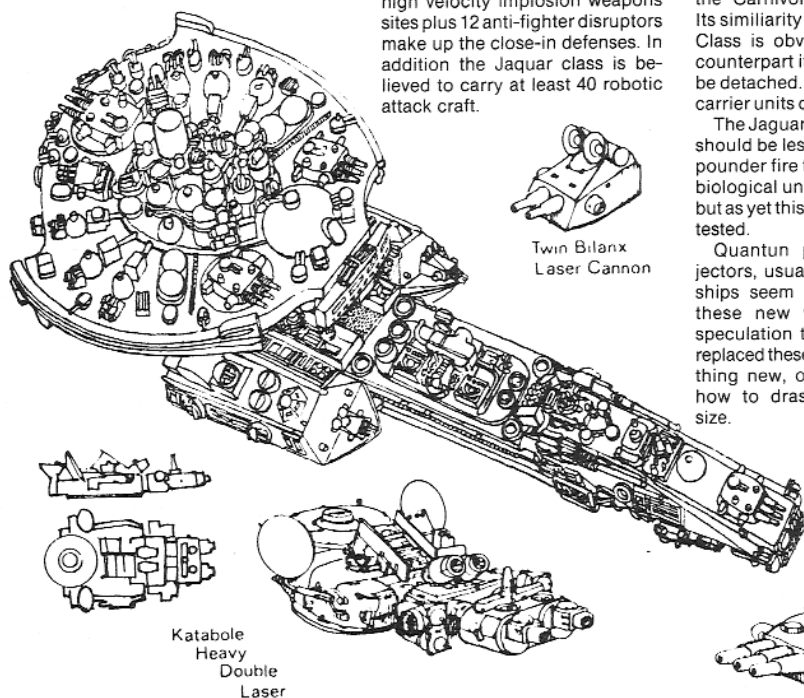 high velocity implosion weapons
sites plus 12 anti-fighter disruptors
make up the close-in defenses. In
addition the Jaquar class is be-
lieved to carry at least 40 robotic
attack craft.
Its similiarity
Class is obv
counterpart i
be detached.
carrier units
The Jaguar
should be les
pounder fire
biological un
but as yet this
tested.
Quantun p
jectors, usua
ships seem
these new
speculation t
replaced these
thing new, o
how to dras
size.
Twin Bilanx
Laser Cannon
Katabole
Heavy
Double
Laser